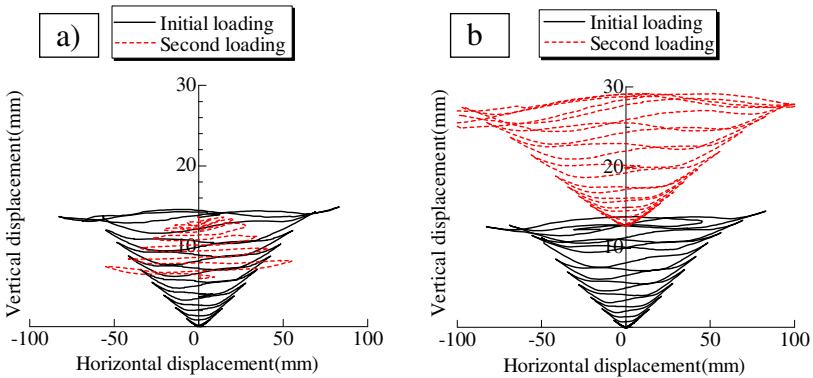 a)
Initial loading
Second loading
30
20
10
Vertical displacement(mm)
-100
-50
0
50
100
Horizontal displacement(mm)
b
Initial loading
Second loading
30
20
10
Vertical displacement(mm)
-100
-50
0
50
100
Horizontal displacement(mm)